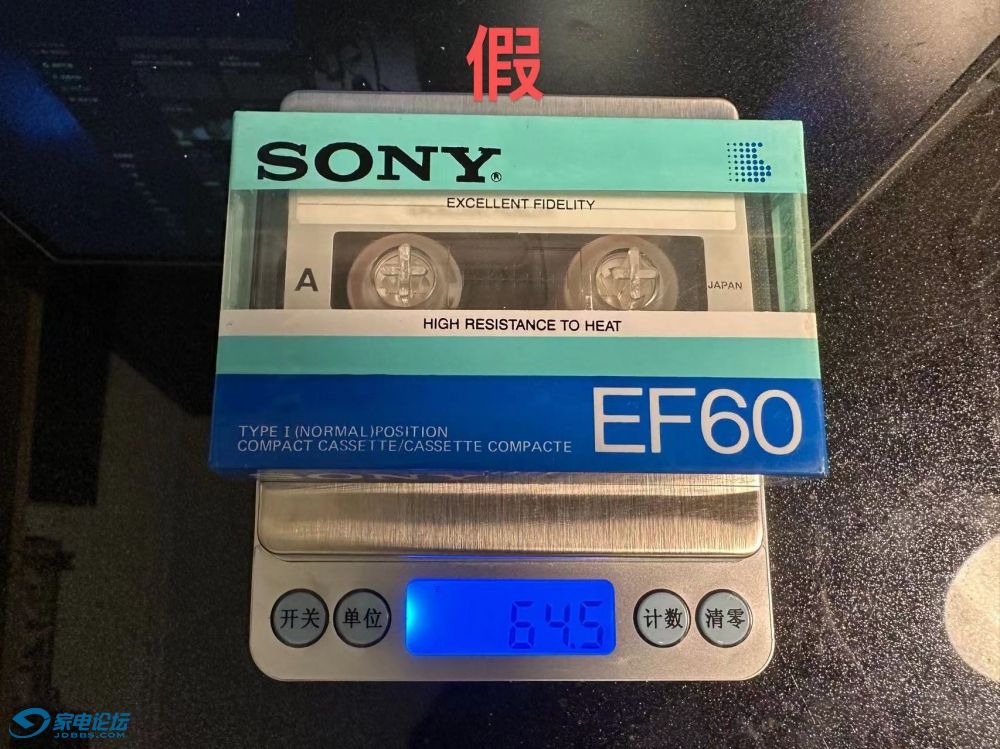 假
SONY®
EXCELLENT FIDELITY
A
JAPAN
HIGH RESISTANCE TO HEAT
EF60
TYPE I (NORMAL)POSITION
COMPACT CASSETTE/CASSETTE COMPACTE
SONY
开关
单位
64.5
计数
清零
家电论坛
JDBBS.COM